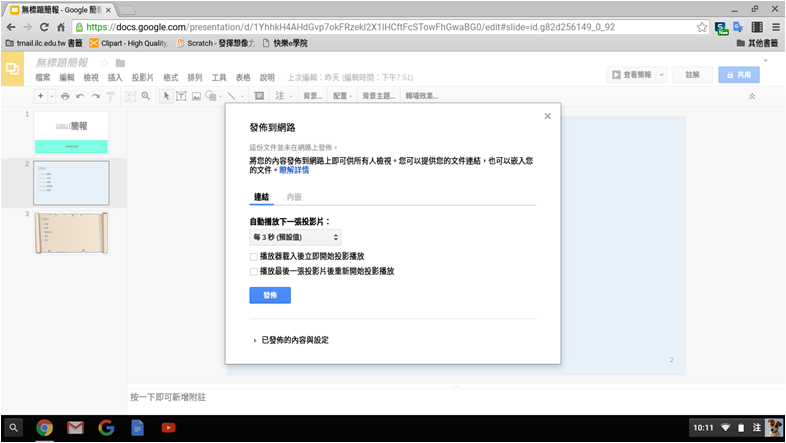 無標題簡報 - Google 簡報
https://docs.google.com/presentation/d/1YhhkH4AHdGvp7okFRzekl2X1IHCftFcSTowFhGwaBG0/edit#slide=id.g82d256149_0_92
tmail.ilc.edu.tw 書籤 Clipart - High Quality, Scratch - 發揮想像力 快樂e學院 其他書籤
無標題簡報
檔案 編輯 檢視 插入 投影片 格式 排列 工具 表格 說明 上次編輯：昨天 (編輯時間：下午7:51)
查看簡報 註解 共用
注 背景... 配置 背景主題... 轉場效果...
1
簡報
2
3
發佈到網路
這份文件並未在網路上發佈。
將您的內容發佈到網路上即可供所有人檢視。您可以提供您的文件連結，也可以嵌入您
的文件。瞭解詳情
連結 內嵌
自動播放下一張投影片：
每 3 秒 (預設值)
播放器載入後立即開始投影播放
播放最後一張投影片後重新開始投影播放
發佈
已發佈的內容與設定
2
按一下即可新增附註
10:11 注